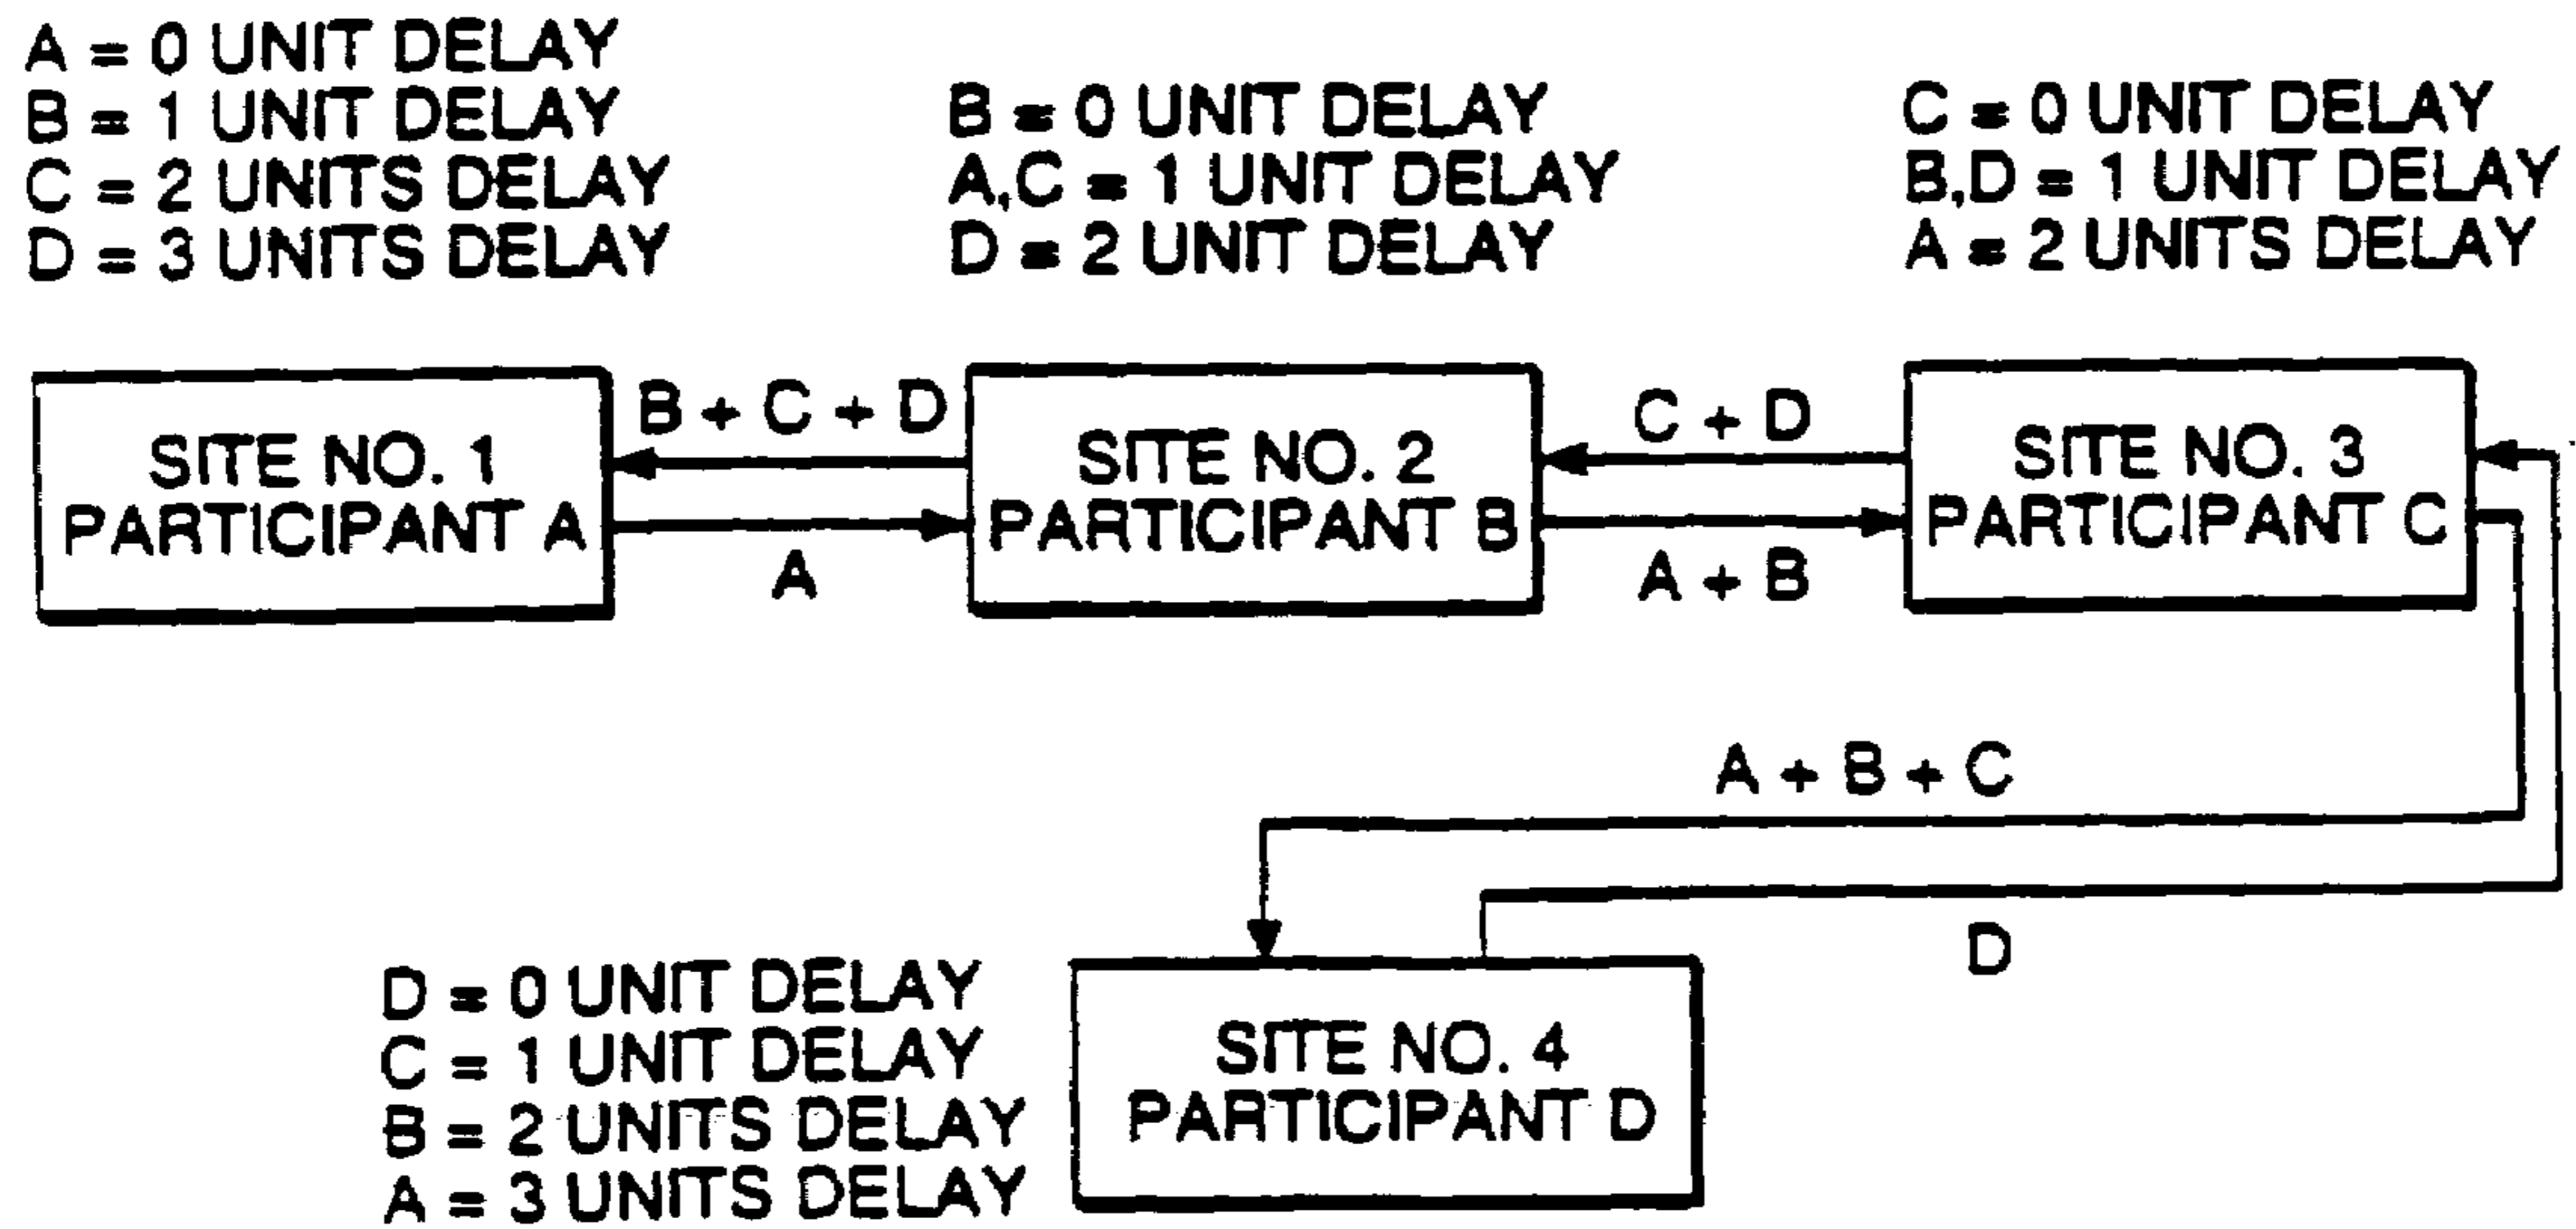 A = 0 UNIT DELAY
B = 1 UNIT DELAY
C = 2 UNITS DELAY
D = 3 UNITS DELAY
B = 0 UNIT DELAY
A,C = 1 UNIT DELAY
D = 2 UNIT DELAY
C = 0 UNIT DELAY
B,D = 1 UNIT DELAY
A = 2 UNITS DELAY
SITE NO. 1
PARTICIPANT A
B + C + D
A
SITE NO. 2
PARTICIPANT B
C + D
A + B
SITE NO. 3
PARTICIPANT C
A + B + C
D
D = 0 UNIT DELAY
C = 1 UNIT DELAY
B = 2 UNITS DELAY
A = 3 UNITS DELAY
SITE NO. 4
PARTICIPANT D